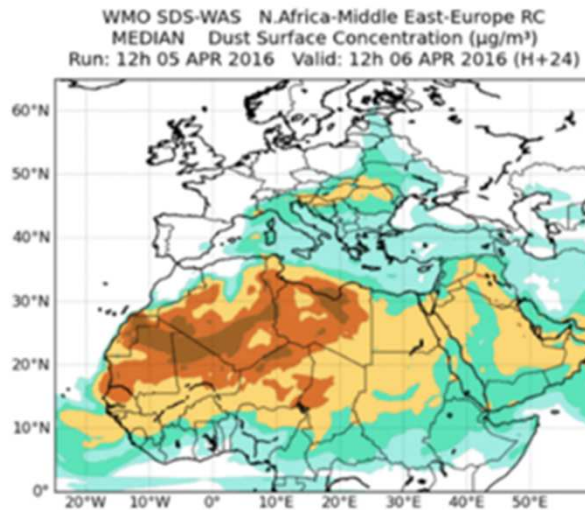 WMO SDS-WAS N.Africa-Middle East-Europe RC
MEDIAN Dust Surface Concentration (µg/m³)
Run: 12h 05 APR 2016 Valid: 12h 06 APR 2016 (H+24)
60°N
50°N
40°N
30°N
20°N
10°N
0°
20°W 10°W 0° 10°E 20°E 30°E 40°E 50°E